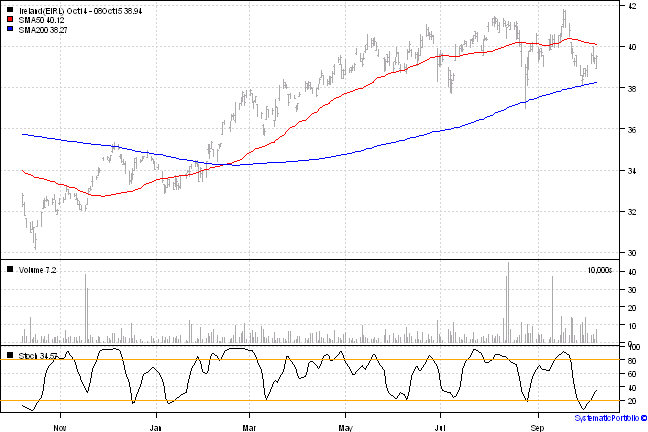 Ireland(EIRL) Oct14 - 08Oct15 38.94
SMA50 40.12
SMA200 38.27
42
40
38
36
34
32
30
Volume 7.2
10,000s
40
30
20
10
0
Stoch 34.57
100
80
60
40
20
Nov Jan Mar May Jul Sep
SystematicPortfolio ©